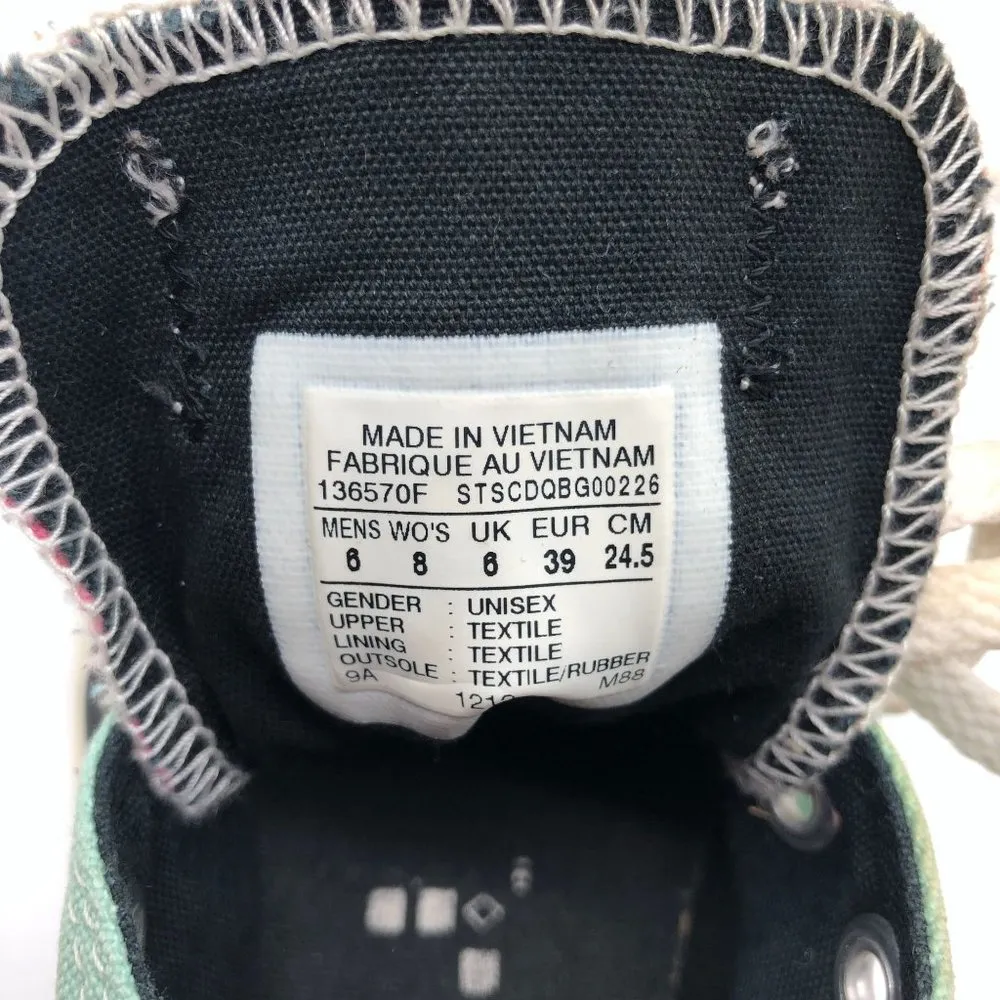 MADE IN VIETNAM
FABRIQUE AU VIETNAM
136570F STSCDQBG00226
MENS WO'S UK EUR CM
6 8 6 39 24.5
GENDER : UNISEX
UPPER : TEXTILE
LINING : TEXTILE
OUTSOLE : TEXTILE/RUBBER
9A M88